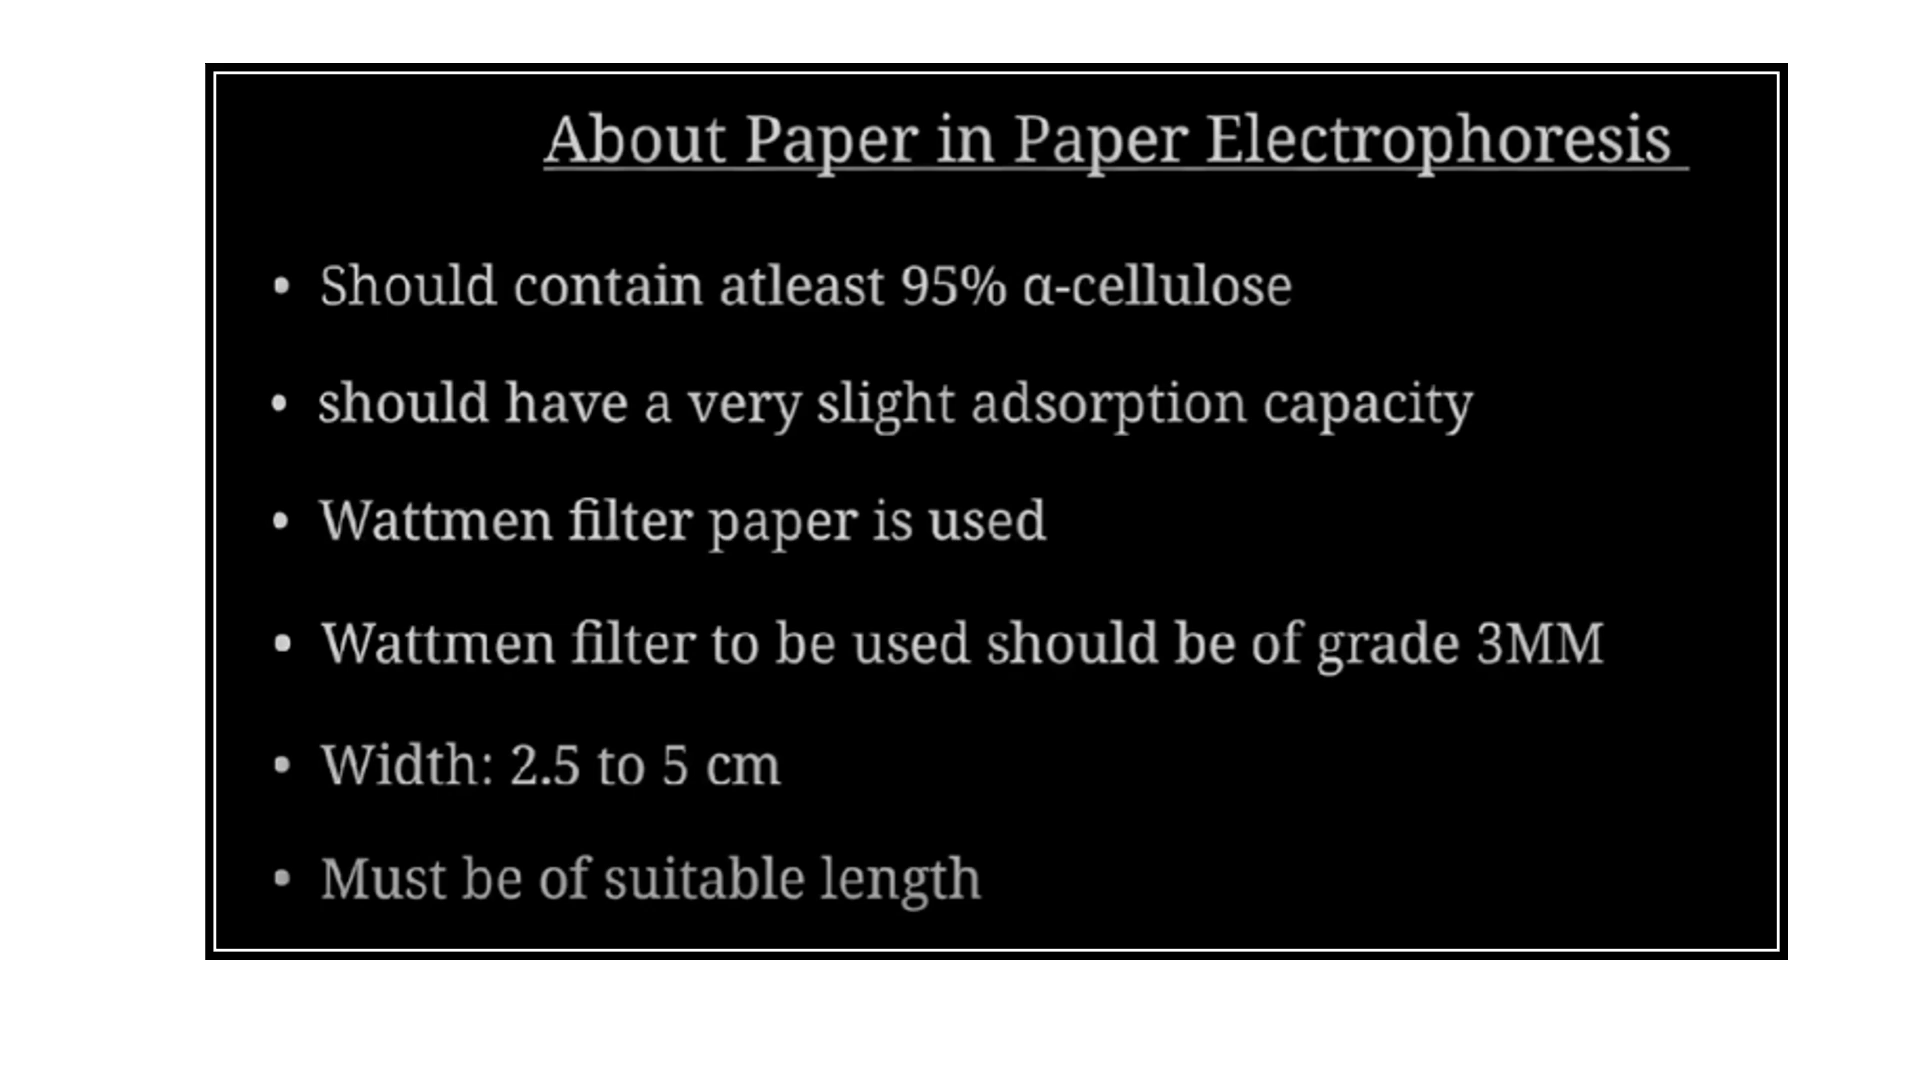 About Paper in Paper Electrophoresis
• Should contain atleast 95% α-cellulose
• should have a very slight adsorption capacity
• Wattmen filter paper is used
• Wattmen filter to be used should be of grade 3MM
• Width: 2.5 to 5 cm
• Must be of suitable length